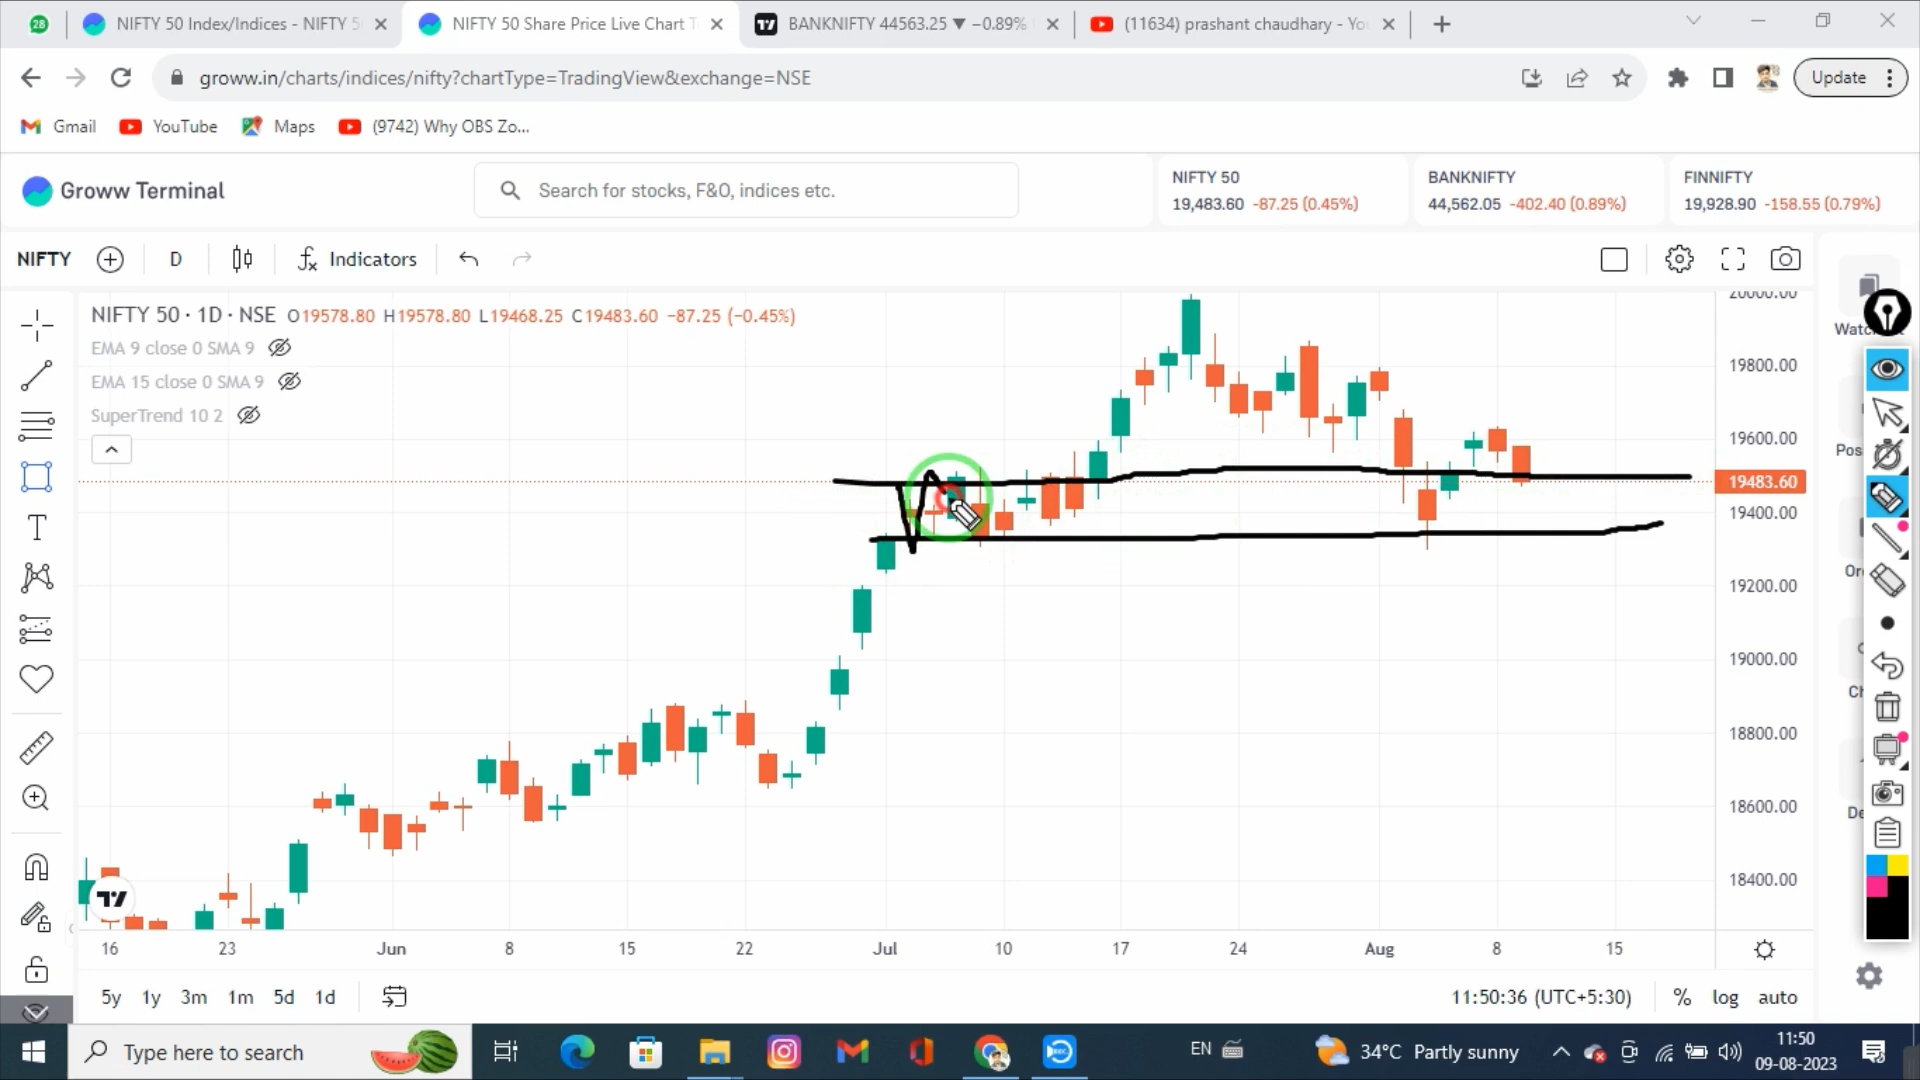 28
NIFTY 50 Index/Indices - NIFTY 5
NIFTY 50 Share Price Live Chart T
BANKNIFTY 44563.25 ▼ −0.89%
(11634) prashant chaudhary - Yo
groww.in/charts/indices/nifty?chartType=TradingView&exchange=NSE
Update
Gmail
YouTube
Maps
(9742) Why OBS Zo...
Groww Terminal
Search for stocks, F&O, indices etc.
NIFTY 50
19,483.60 -87.25 (0.45%)
BANKNIFTY
44,562.05 -402.40 (0.89%)
FINNIFTY
19,928.90 -158.55 (0.79%)
NIFTY
D
Indicators
NIFTY 50 · 1D · NSE O19578.80 H19578.80 L19468.25 C19483.60 −87.25 (−0.45%)
EMA 9 close 0 SMA 9
EMA 15 close 0 SMA 9
SuperTrend 10 2
20000.00
19800.00
19600.00
19483.60
19400.00
19200.00
19000.00
18800.00
18600.00
18400.00
16 23 Jun 8 15 22 Jul 10 17 24 Aug 8 15
5y 1y 3m 1m 5d 1d
11:50:36 (UTC+5:30)
% log auto
Type here to search
EN
34°C Partly sunny
11:50
09-08-2023